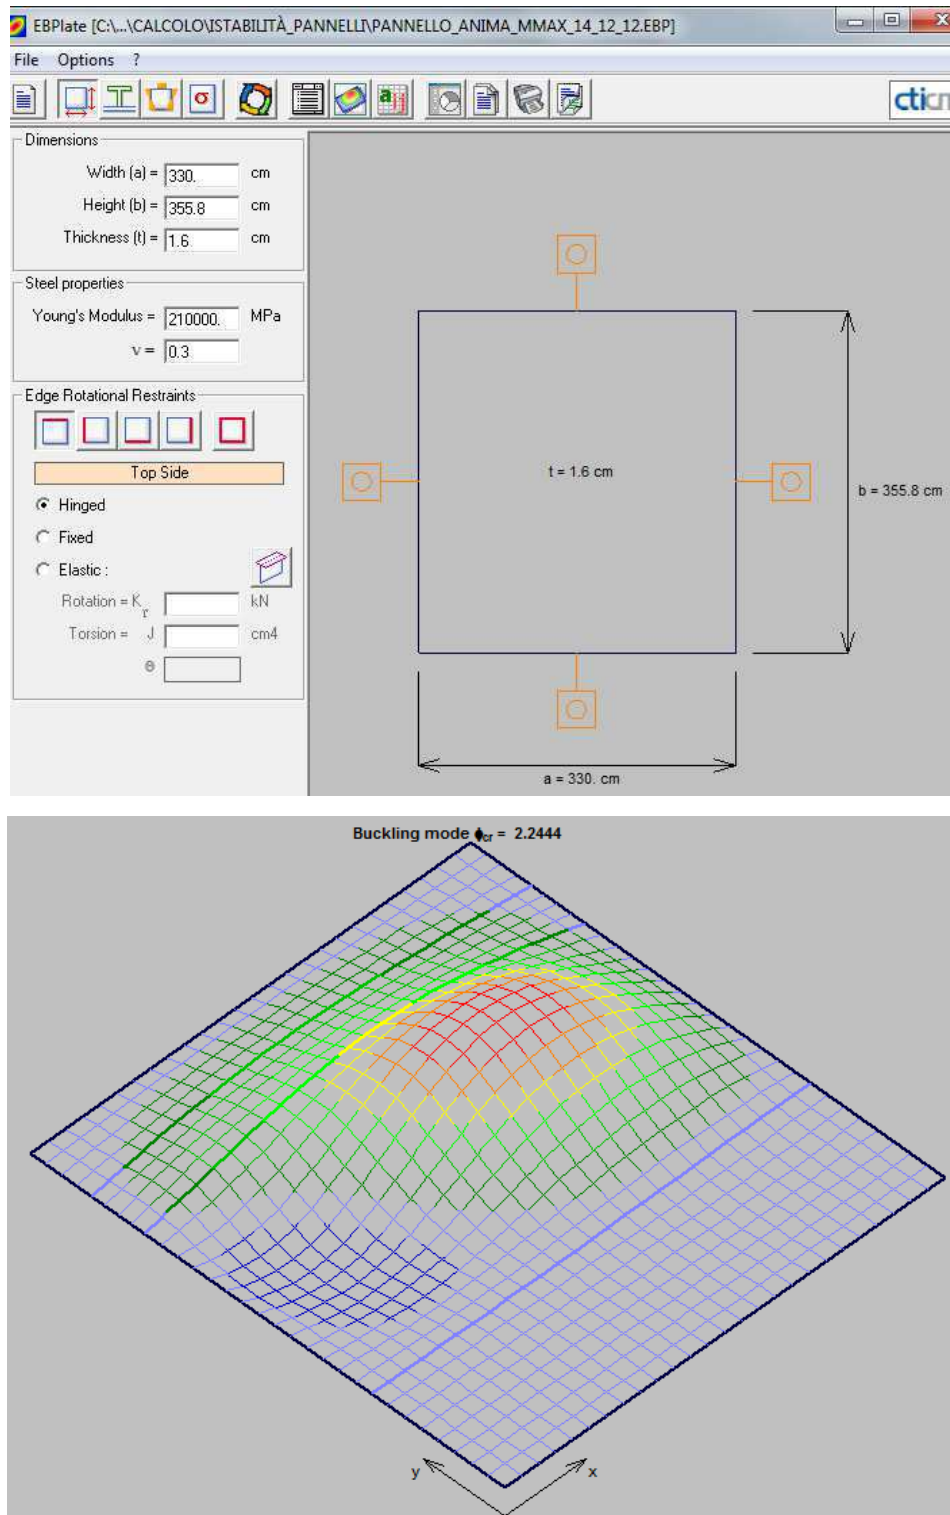 EBPlate [C:\...\CALCOLO\ISTABILITÀ_PANNELLI\PANNELLO_ANIMA_MMAX_14_12_12.EBP]
File Options ?
σ
cticm
Dimensions
Width (a) = 330. cm
Height (b) = 355.8 cm
Thickness (t) = 1.6 cm
Steel properties
Young's Modulus = 210000. MPa
ν = 0.3
Edge Rotational Restraints
Top Side
Hinged
Fixed
Elastic :
Rotation = Kr kN
Torsion = J cm4
θ
t = 1.6 cm
b = 355.8 cm
a = 330. cm
Buckling mode ϕcr = 2.2444
y
x